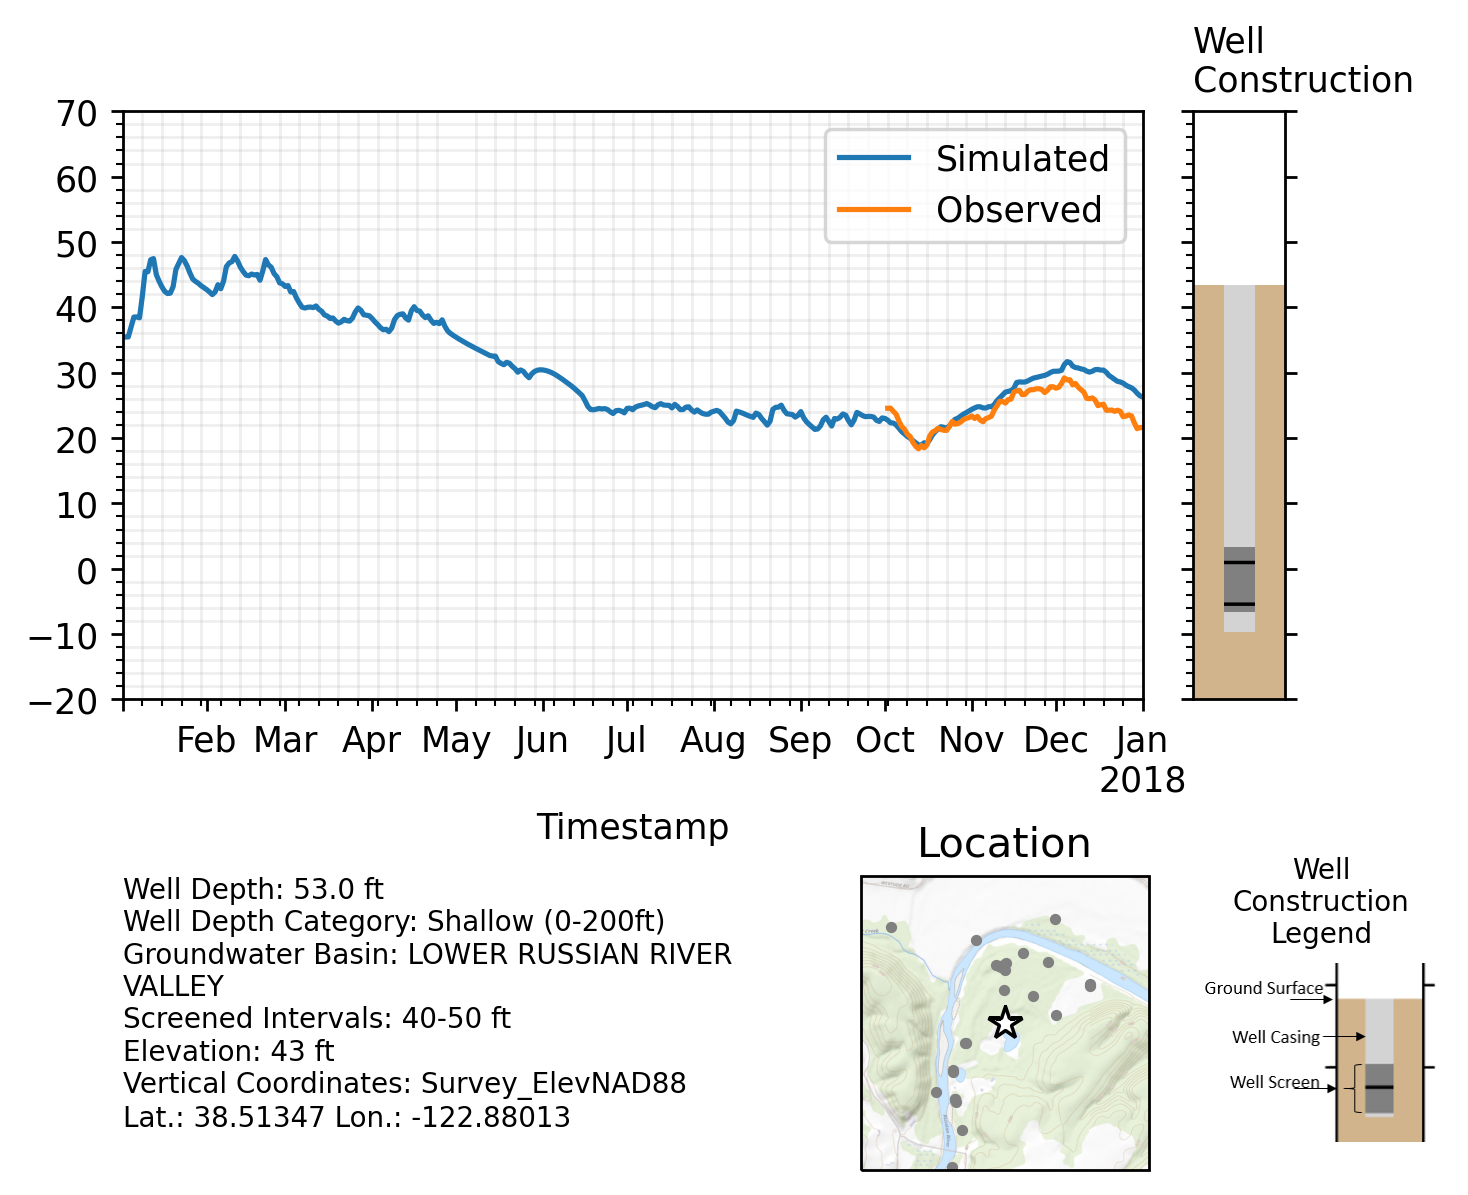 Well
Construction
70
60
50
40
30
20
10
0
−10
−20
Simulated
Observed
Feb Mar Apr May Jun Jul Aug Sep Oct Nov Dec Jan
2018
Timestamp
Well Depth: 53.0 ft
Well Depth Category: Shallow (0-200ft)
Groundwater Basin: LOWER RUSSIAN RIVER
VALLEY
Screened Intervals: 40-50 ft
Elevation: 43 ft
Vertical Coordinates: Survey_ElevNAD88
Lat.: 38.51347 Lon.: -122.88013
Location
Well
Construction
Legend
Ground Surface
Well Casing
Well Screen